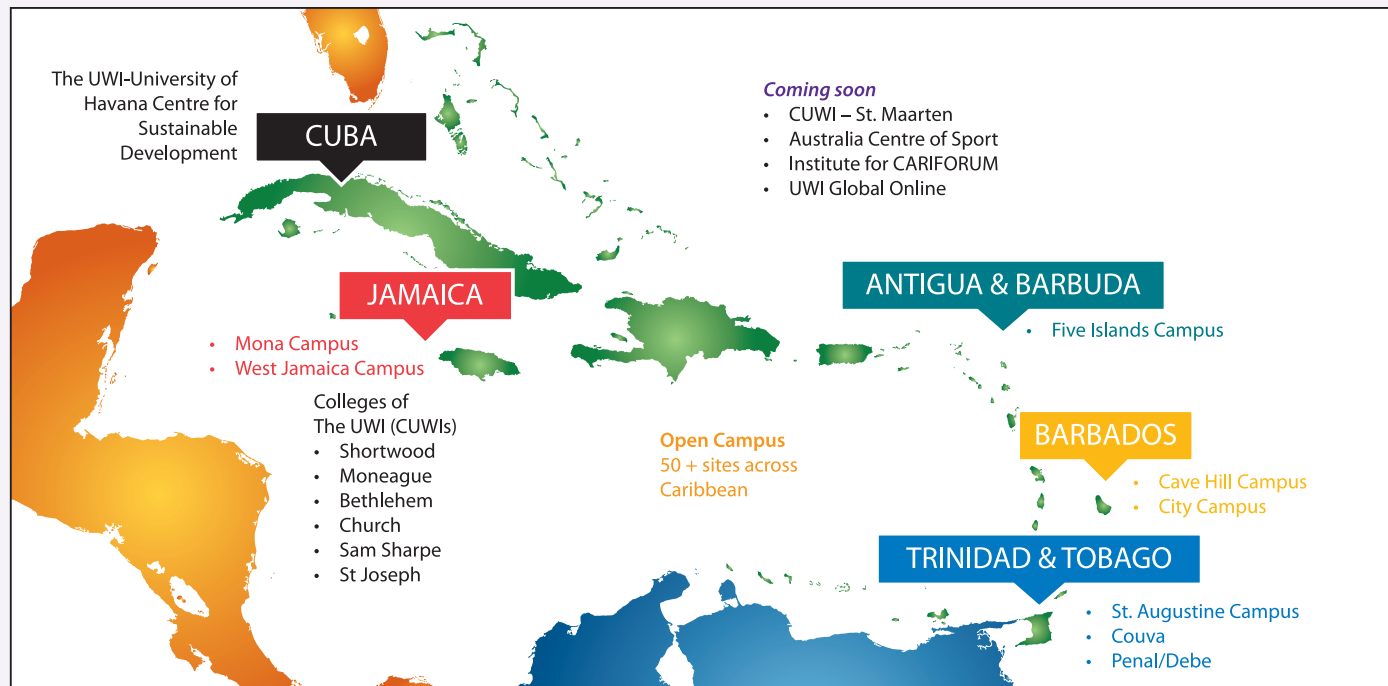 The UWI-University of
Havana Centre for
Sustainable
Development
CUBA
Coming soon
• CUWI – St. Maarten
• Australia Centre of Sport
• Institute for CARIFORUM
• UWI Global Online
JAMAICA
• Mona Campus
• West Jamaica Campus
Colleges of
The UWI (CUWIs)
• Shortwood
• Moneague
• Bethlehem
• Church
• Sam Sharpe
• St Joseph
ANTIGUA & BARBUDA
• Five Islands Campus
Open Campus
50 + sites across
Caribbean
BARBADOS
• Cave Hill Campus
• City Campus
TRINIDAD & TOBAGO
• St. Augustine Campus
• Couva
• Penal/Debe